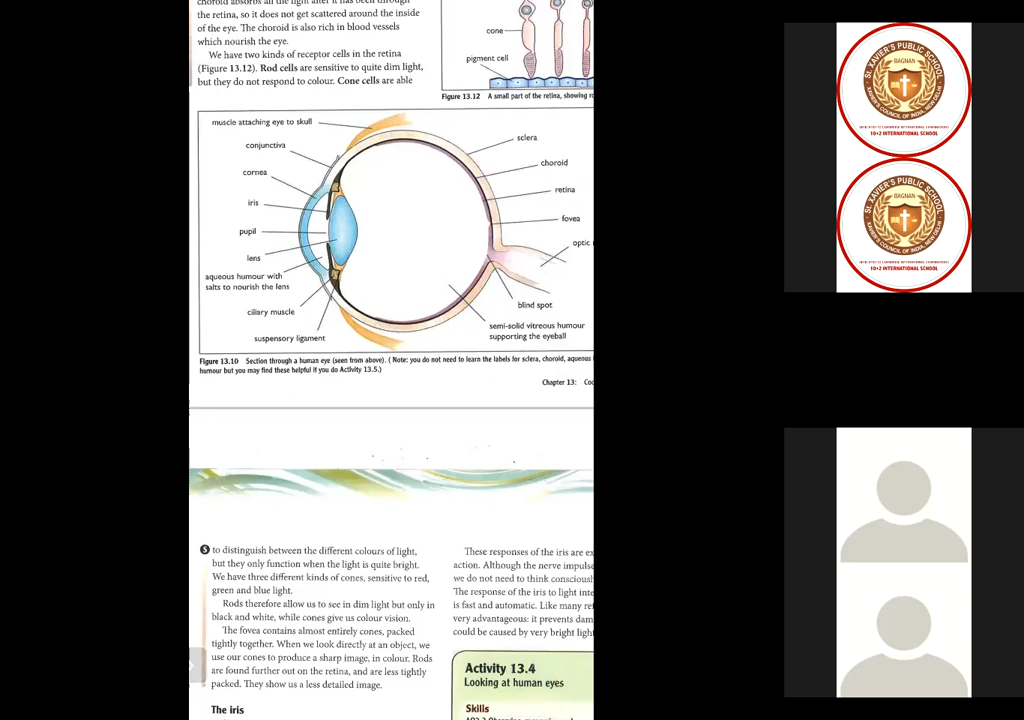 choroid absorbs all the light after it has been through
the retina, so it does not get scattered around the inside
of the eye. The choroid is also rich in blood vessels
which nourish the eye.
We have two kinds of receptor cells in the retina
(Figure 13.12). Rod cells are sensitive to quite dim light,
but they do not respond to colour. Cone cells are able
cone
pigment cell
Figure 13.12 A small part of the retina, showing
muscle attaching eye to skull
conjunctiva
cornea
iris
pupil
lens
aqueous humour with
salts to nourish the lens
ciliary muscle
suspensory ligament
sclera
choroid
retina
fovea
optic
blind spot
semi-solid vitreous humour
supporting the eyeball
Figure 13.10 Section through a human eye (seen from above). (Note: you do not need to learn the labels for sclera, choroid, aqueous
humour but you may find these helpful if you do Activity 13.5.)
Chapter 13: Coo
S to distinguish between the different colours of light,
but they only function when the light is quite bright.
We have three different kinds of cones, sensitive to red,
green and blue light.
Rods therefore allow us to see in dim light but only in
black and white, while cones give us colour vision.
The fovea contains almost entirely cones, packed
tightly together. When we look directly at an object, we
use our cones to produce a sharp image, in colour. Rods
are found further out on the retina, and are less tightly
packed. They show us a less detailed image.
The iris
These responses of the iris are ex
action. Although the nerve impulse
we do not need to think consciousl
The response of the iris to light inte
is fast and automatic. Like many re
very advantageous: it prevents dam
could be caused by very bright light
Activity 13.4
Looking at human eyes
Skills
ST. XAVIER'S PUBLIC SCHOOL
BAGNAN
XAVIER'S COUNCIL OF INDIA, NEW DELHI
10+2 INTERNATIONAL SCHOOL
ST. XAVIER'S PUBLIC SCHOOL
BAGNAN
XAVIER'S COUNCIL OF INDIA, NEW DELHI
10+2 INTERNATIONAL SCHOOL